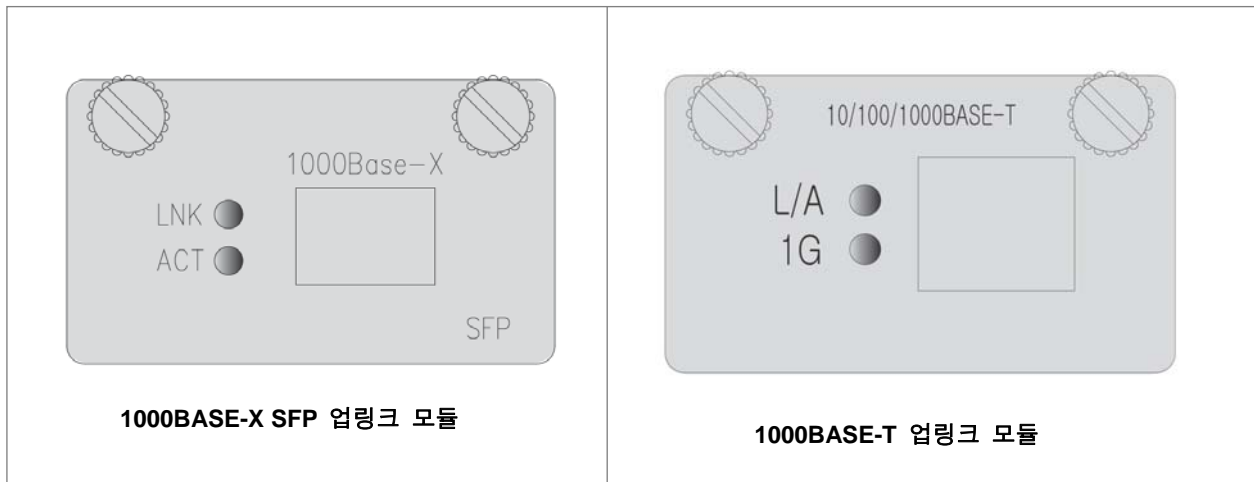 1000Base-X
LNK
ACT
SFP
1000BASE-X SFP 업링크 모듈
10/100/1000BASE-T
L/A
1G
1000BASE-T 업링크 모듈